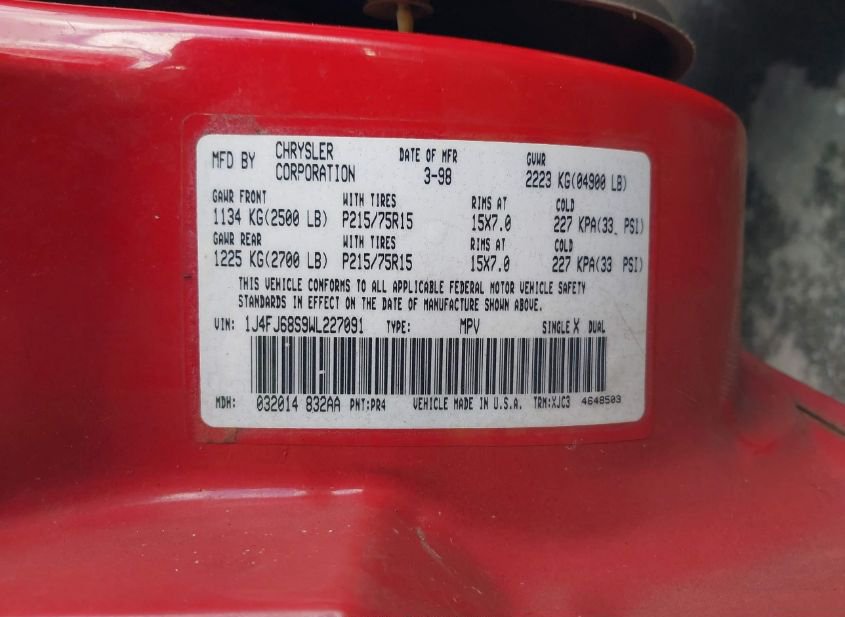 MFD BY CHRYSLER CORPORATION DATE OF MFR 3-98 GVWR 2223 KG(04900 LB)
GAWR FRONT WITH TIRES RIMS AT COLD
1134 KG(2500 LB) P215/75R15 15X7.0 227 KPA(33 PSI)
GAWR REAR WITH TIRES RIMS AT COLD
1225 KG(2700 LB) P215/75R15 15X7.0 227 KPA(33 PSI)
THIS VEHICLE CONFORMS TO ALL APPLICABLE FEDERAL MOTOR VEHICLE SAFETY
STANDARDS IN EFFECT ON THE DATE OF MANUFACTURE SHOWN ABOVE.
VIN: 1J4FJ68S9WL227091 TYPE: MPV SINGLE X DUAL
MDH: 032014 832AA PNT:PR4 VEHICLE MADE IN U.S.A. TRM:XJC3 4648503